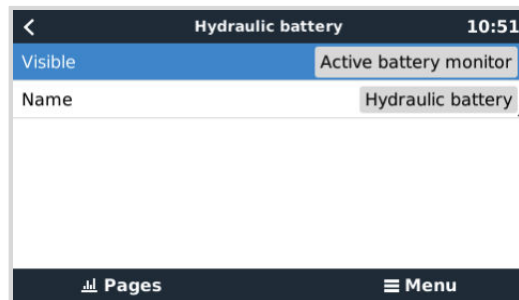 Hydraulic battery 10:51
Visible Active battery monitor
Name Hydraulic battery
Pages Menu